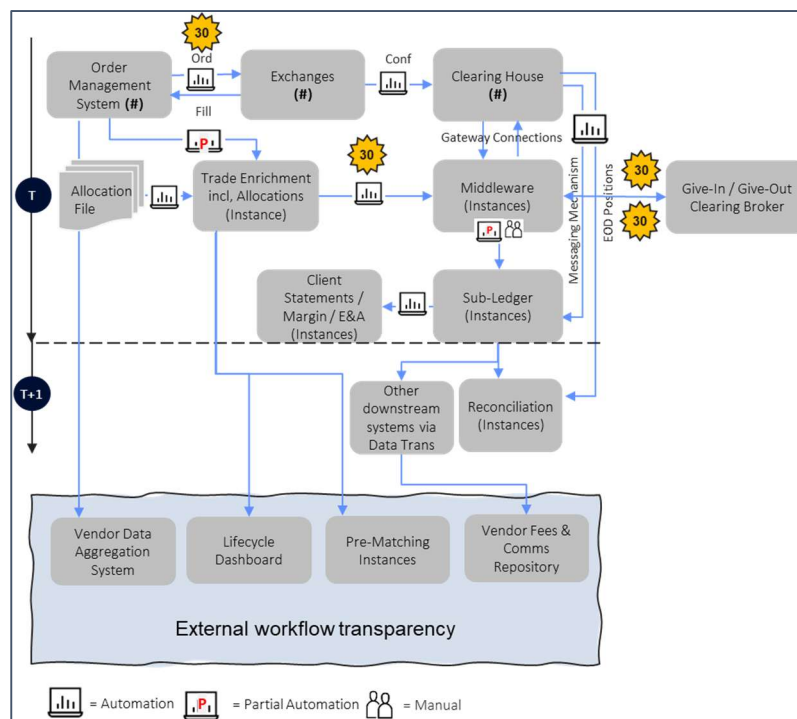 30
Ord
Order
Management
System (#)
Exchanges
(#)
Conf
Clearing House
(#)
Fill
P
Gateway Connections
30
Allocation
File
Trade Enrichment
incl, Allocations
(Instance)
T
Middleware
(Instances)
P
Messaging Mechanism
EOD Positions
30
30
Give-In / Give-Out
Clearing Broker
Client
Statements /
Margin / E&A
(Instances)
Sub-Ledger
(Instances)
T+1
Other
downstream
systems via
Data Trans
Reconciliation
(Instances)
Vendor Data
Aggregation
System
Lifecycle
Dashboard
Pre-Matching
Instances
Vendor Fees &
Comms
Repository
External workflow transparency
= Automation
P
= Partial Automation
= Manual